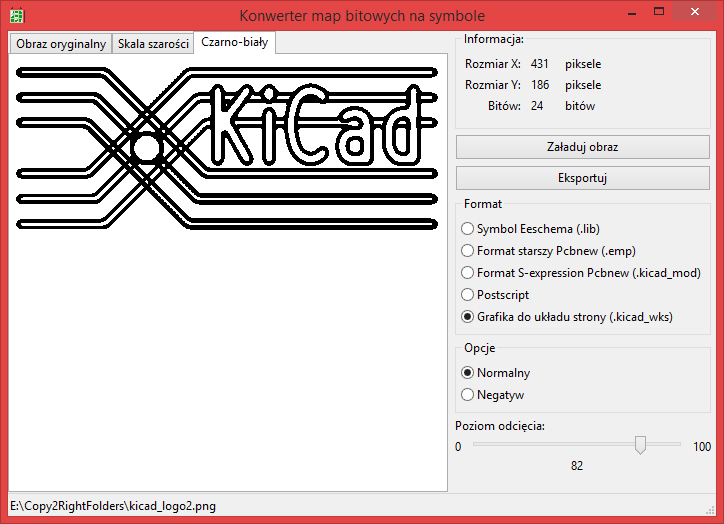 Konwerter map bitowych na symbole
Obraz oryginalny Skala szarości Czarno-biały
KiCad
Informacja:
Rozmiar X: 431 piksele
Rozmiar Y: 186 piksele
Bitów: 24 bitów
Załaduj obraz
Eksportuj
Format
Symbol Eeschema (.lib)
Format starszy Pcbnew (.emp)
Format S-expression Pcbnew (.kicad_mod)
Postscript
Grafika do układu strony (.kicad_wks)
Opcje
Normalny
Negatyw
Poziom odcięcia:
0 100
82
E:\Copy2RightFolders\kicad_logo2.png